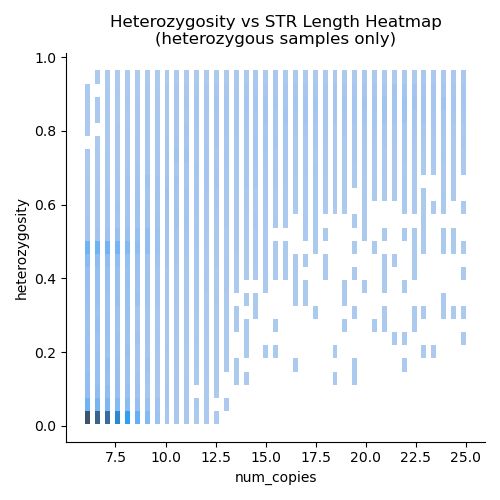 Heterozygosity vs STR Length Heatmap
(heterozygous samples only)
1.0
0.8
0.6
0.4
0.2
0.0
heterozygosity
7.5 10.0 12.5 15.0 17.5 20.0 22.5 25.0
num_copies